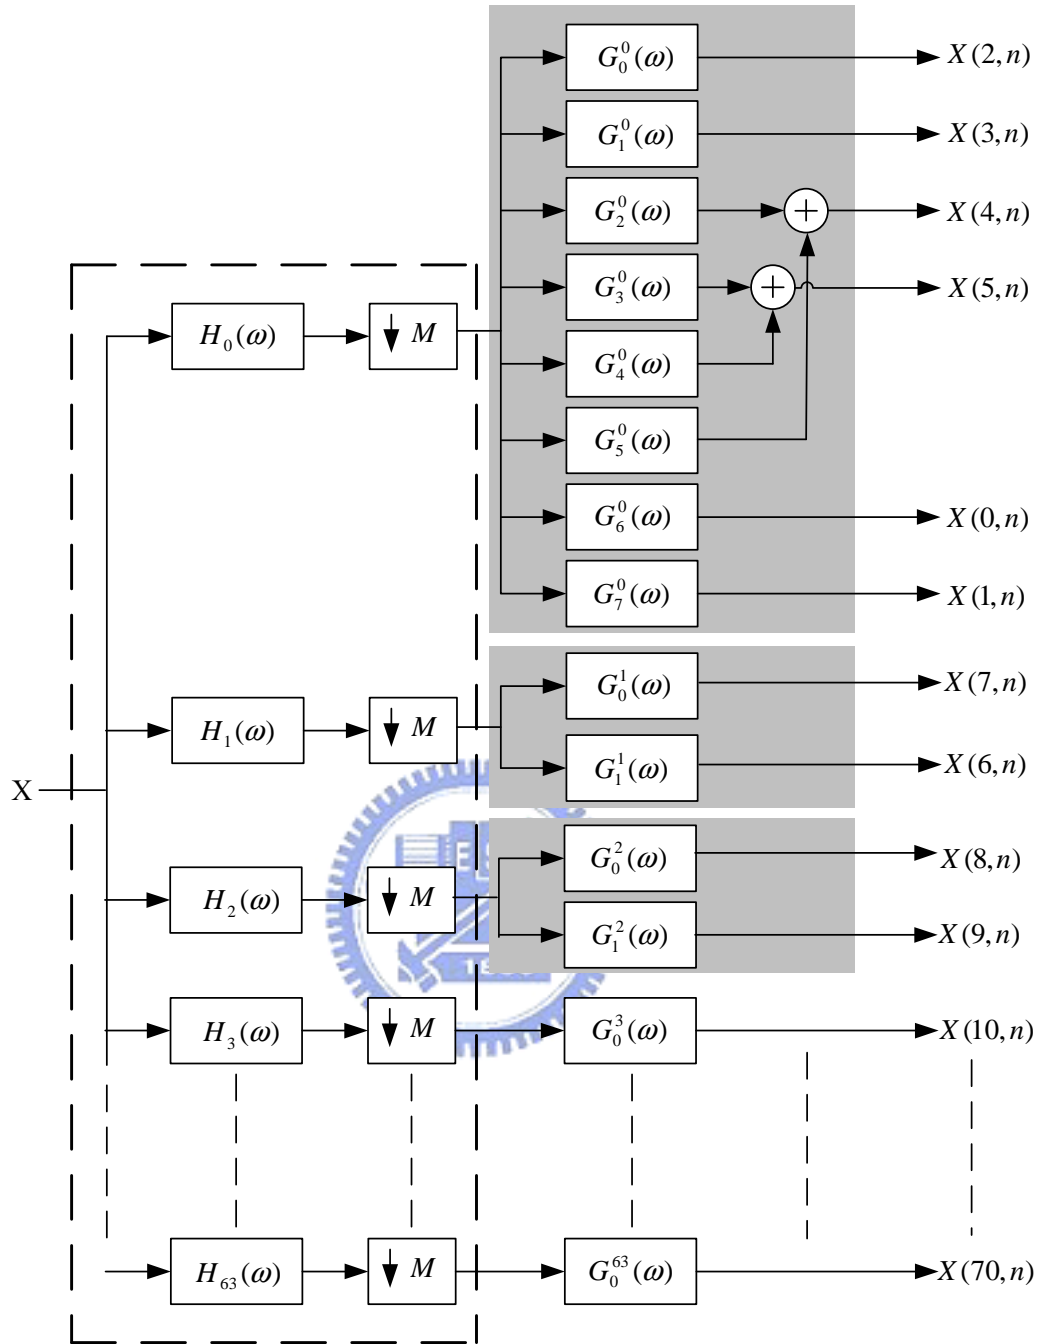 G_0^0(ω) X(2,n)
G_1^0(ω) X(3,n)
G_2^0(ω) + X(4,n)
G_3^0(ω) + X(5,n)
H_0(ω) ↓ M
G_4^0(ω)
G_5^0(ω)
G_6^0(ω) X(0,n)
G_7^0(ω) X(1,n)
G_0^1(ω) X(7,n)
H_1(ω) ↓ M
G_1^1(ω) X(6,n)
X
G_0^2(ω) X(8,n)
H_2(ω) ↓ M
G_1^2(ω) X(9,n)
H_3(ω) ↓ M G_0^3(ω) X(10,n)
H_63(ω) ↓ M G_0^63(ω) X(70,n)